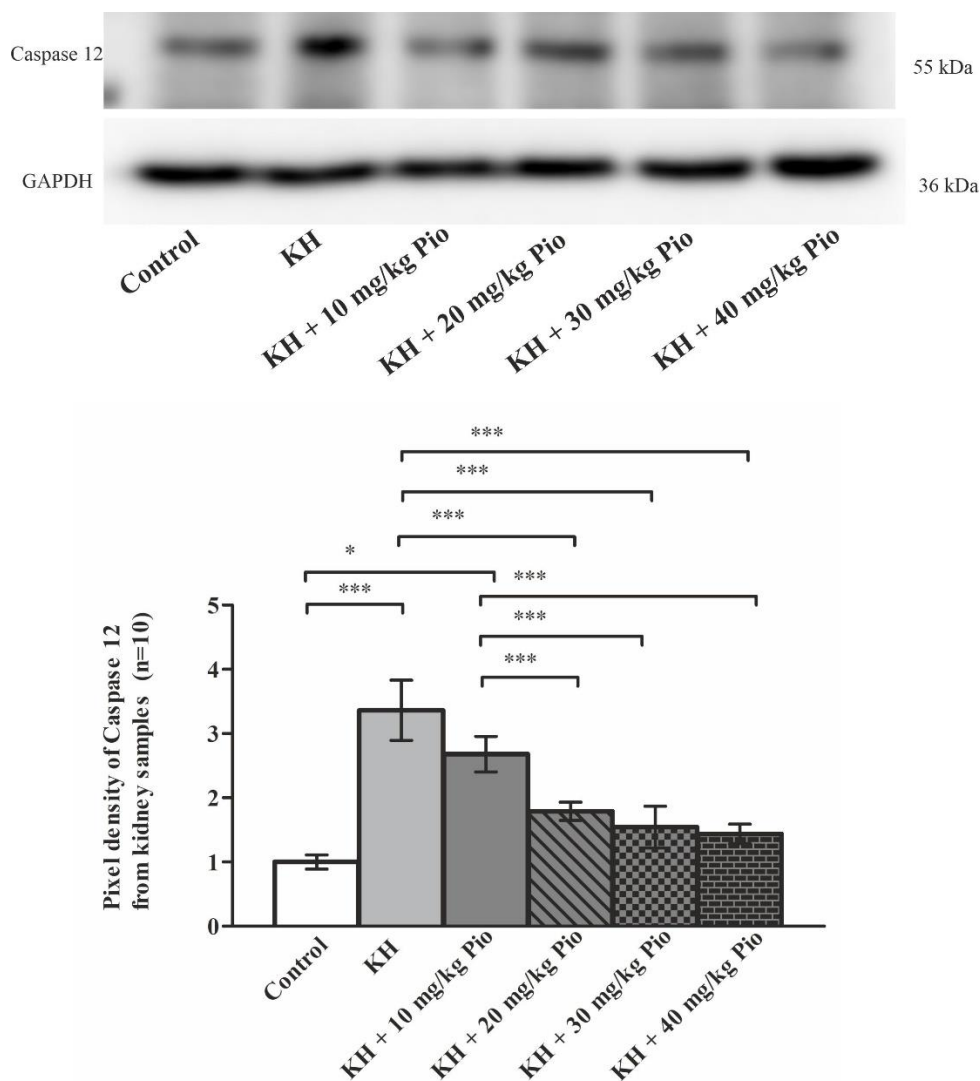 Caspase 12
55 kDa
GAPDH
36 kDa
Control
KH
KH + 10 mg/kg Pio
KH + 20 mg/kg Pio
KH + 30 mg/kg Pio
KH + 40 mg/kg Pio
***
***
***
*
***
***
***
***
Pixel density of Caspase 12
from kidney samples (n=10)
5
4
3
2
1
0
Control
KH
KH + 10 mg/kg Pio
KH + 20 mg/kg Pio
KH + 30 mg/kg Pio
KH + 40 mg/kg Pio